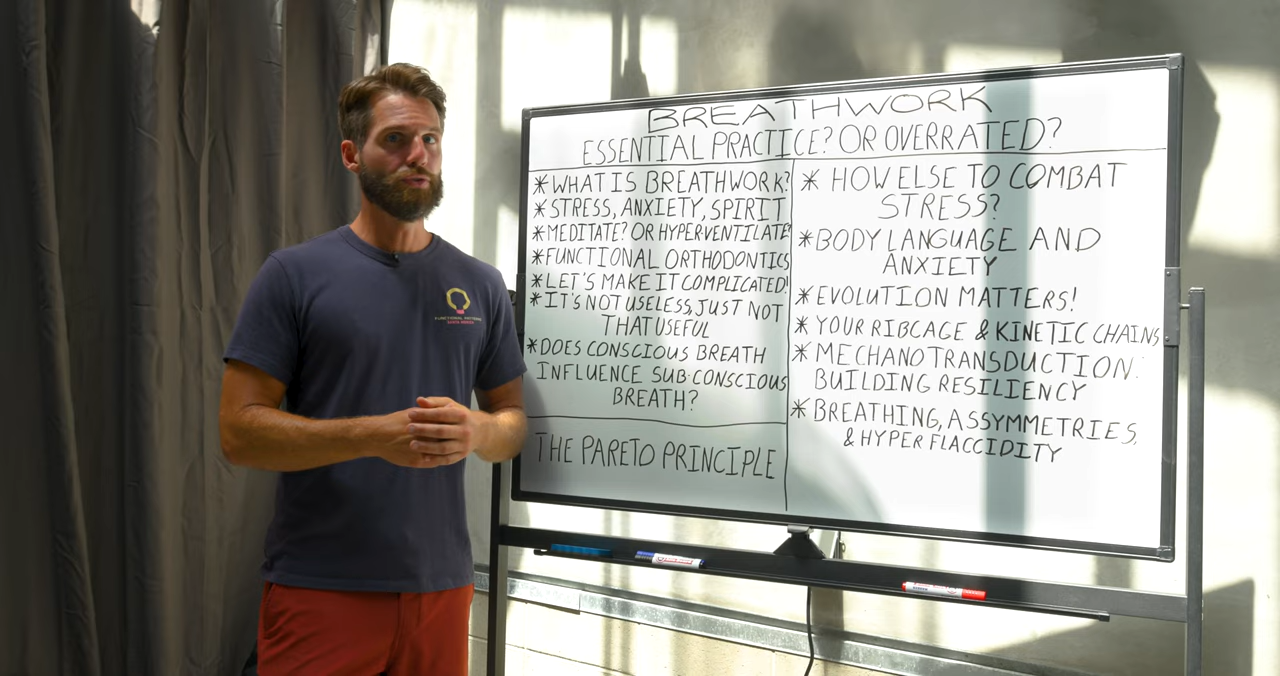 BREATHWORK
ESSENTIAL PRACTICE? OR OVERRATED?
* WHAT IS BREATHWORK?
* STRESS, ANXIETY, SPIRIT
* MEDITATE? OR HYPERVENTILATE?
* FUNCTIONAL ORTHODONTICS
* LET'S MAKE IT COMPLICATED!
* IT'S NOT USELESS, JUST NOT
THAT USEFUL
* DOES CONSCIOUS BREATH
INFLUENCE SUB-CONSCIOUS
BREATH?
THE PARETO PRINCIPLE
* HOW ELSE TO COMBAT
STRESS?
* BODY LANGUAGE AND
ANXIETY
* EVOLUTION MATTERS!
* YOUR RIBCAGE & KINETIC CHAINS
* MECHANOTRANSDUCTION:
BUILDING RESILIENCY
* BREATHING, ASSYMMETRIES,
& HYPER FLACCIDITY
FUNCTIONAL PATTERNS